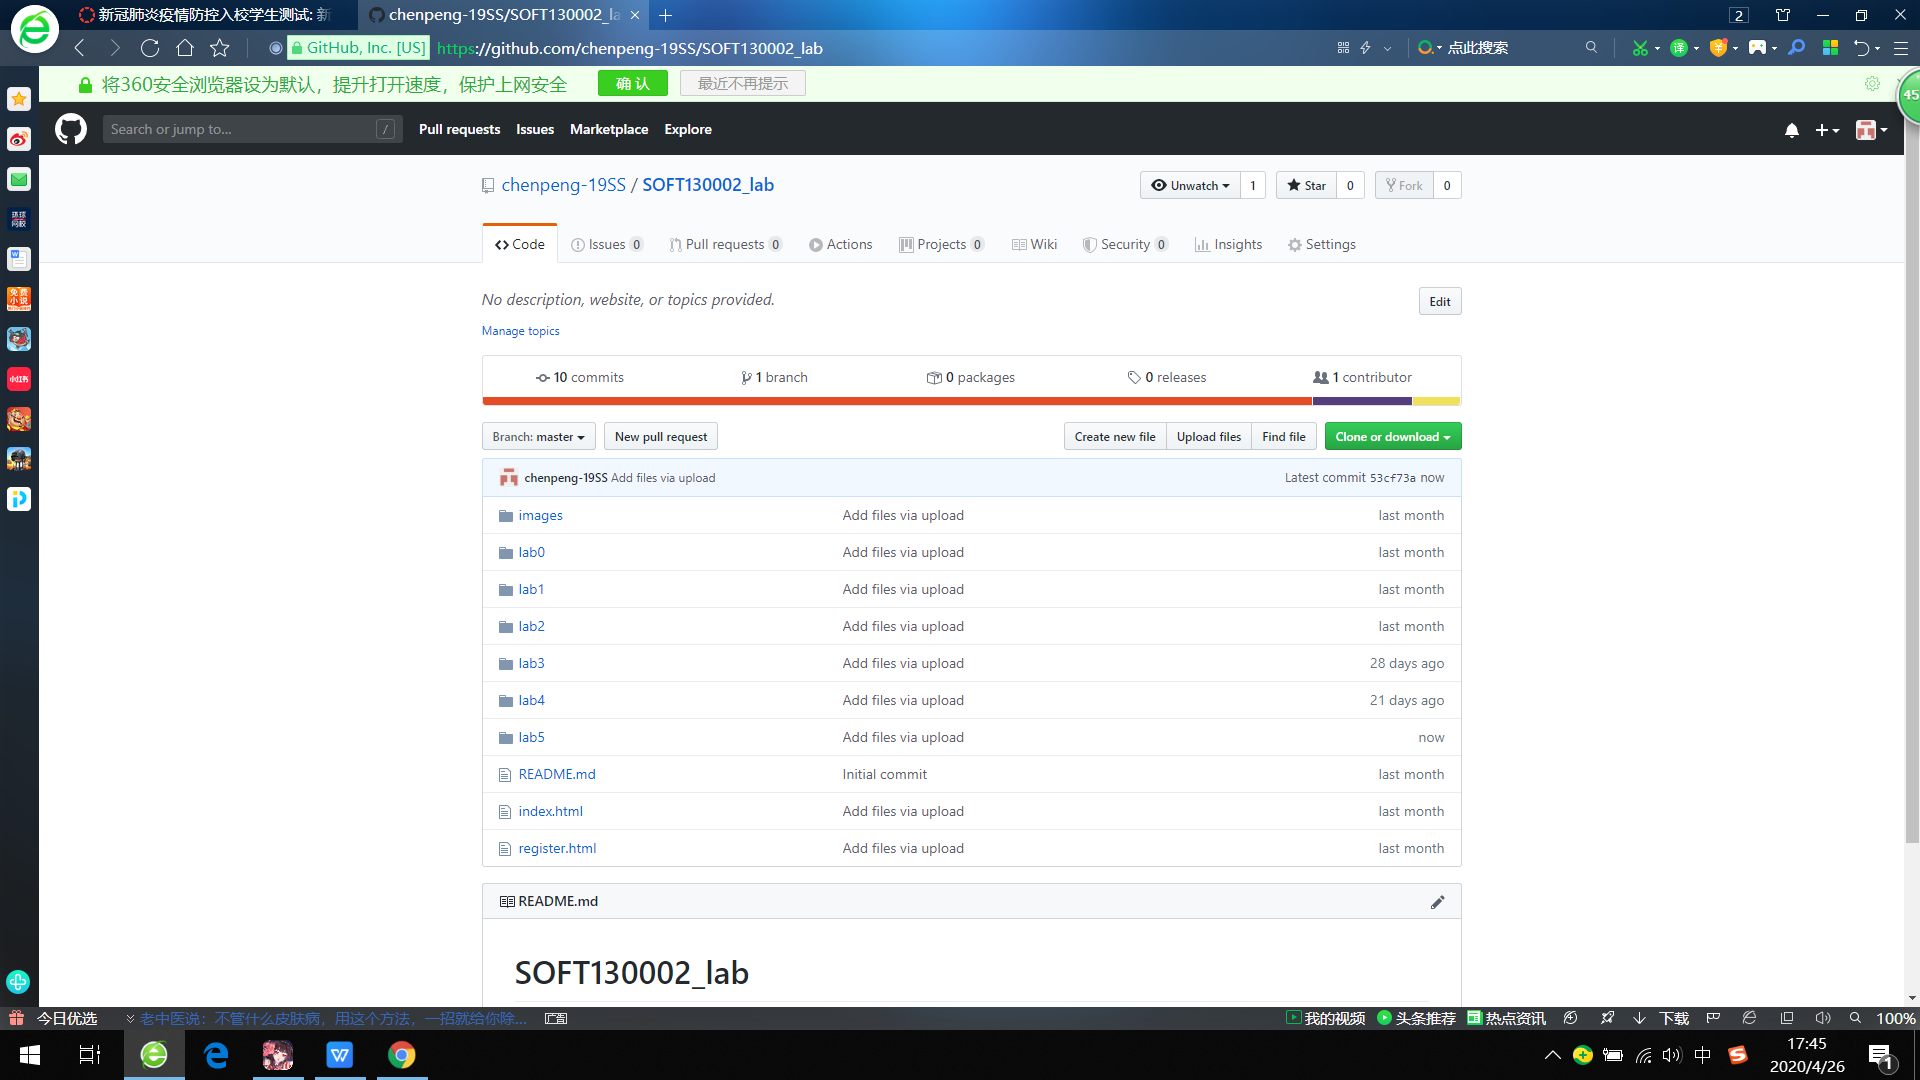 新冠肺炎疫情防控入校学生测试: 新
chenpeng-19SS/SOFT130002_la
2
GitHub, Inc. [US]
https://github.com/chenpeng-19SS/SOFT130002_lab
点此搜索
将360安全浏览器设为默认，提升打开速度，保护上网安全
确 认
最近不再提示
45
Search or jump to...
/
Pull requests
Issues
Marketplace
Explore
chenpeng-19SS / SOFT130002_lab
Unwatch 1
Star 0
Fork 0
Code
Issues 0
Pull requests 0
Actions
Projects 0
Wiki
Security 0
Insights
Settings
No description, website, or topics provided.
Edit
Manage topics
10 commits
1 branch
0 packages
0 releases
1 contributor
Branch: master
New pull request
Create new file
Upload files
Find file
Clone or download
chenpeng-19SS Add files via upload
Latest commit 53cf73a now
images Add files via upload last month
lab0 Add files via upload last month
lab1 Add files via upload last month
lab2 Add files via upload last month
lab3 Add files via upload 28 days ago
lab4 Add files via upload 21 days ago
lab5 Add files via upload now
README.md Initial commit last month
index.html Add files via upload last month
register.html Add files via upload last month
README.md
SOFT130002_lab
今日优选
老中医说：不管什么皮肤病，用这个方法，一招就给你除...
广告
我的视频
头条推荐
热点资讯
下载
100%
中
17:45
2020/4/26
1